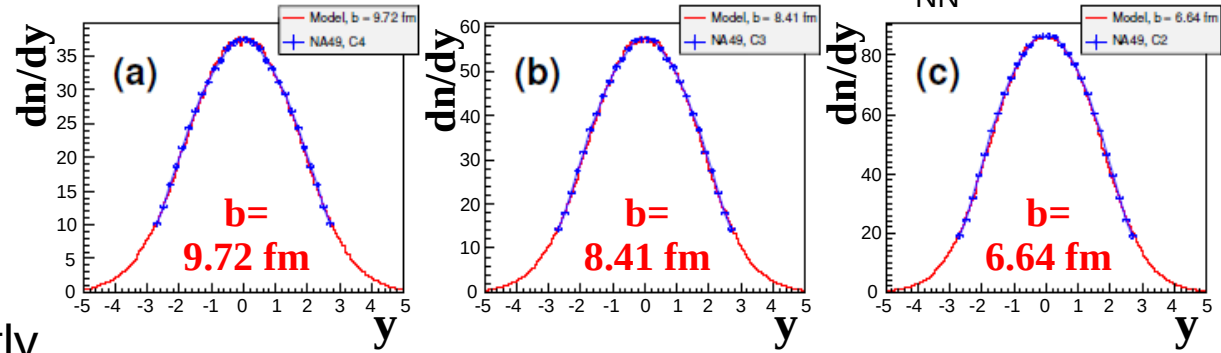 NN
Model, b = 9.72 fm
NA49, C4
(a)
dn/dy
35
30
25
20
15
10
5
0
b=
9.72 fm
-5 -4 -3 -2 -1 0 1 2 3 4 5
y
Model, b = 8.41 fm
NA49, C3
(b)
dn/dy
60
50
40
30
20
10
0
b=
8.41 fm
-5 -4 -3 -2 -1 0 1 2 3 4 5
y
Model, b = 6.64 fm
NA49, C2
(c)
dn/dy
80
60
40
20
0
b=
6.64 fm
-5 -4 -3 -2 -1 0 1 2 3 4 5
y